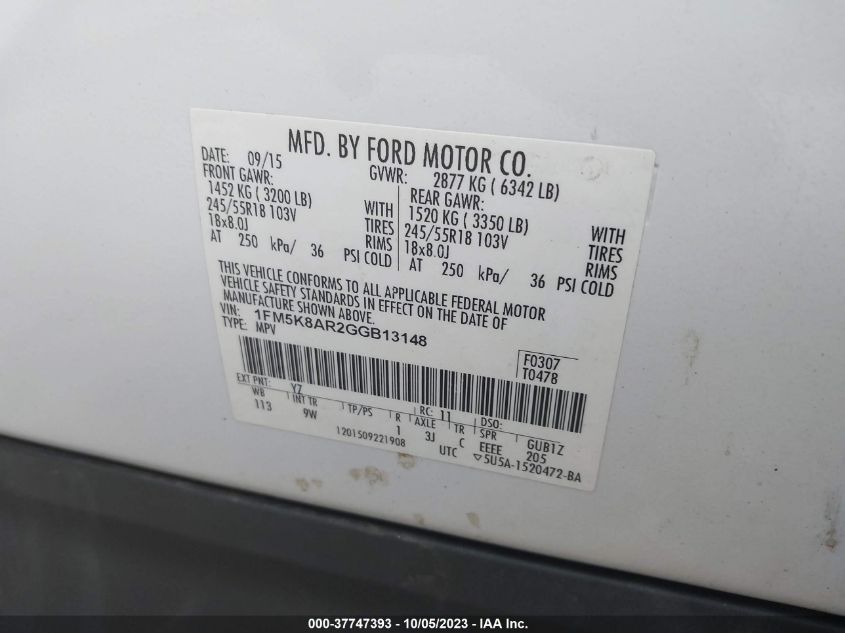 MFD. BY FORD MOTOR CO.
DATE: 09/15 GVWR: 2877 KG ( 6342 LB)
FRONT GAWR: REAR GAWR:
1452 KG ( 3200 LB) WITH 1520 KG ( 3350 LB) WITH
245/55R18 103V TIRES 245/55R18 103V TIRES
18x8.0J RIMS 18x8.0J RIMS
AT 250 kPa/ 36 PSI COLD AT 250 kPa/ 36 PSI COLD
THIS VEHICLE CONFORMS TO ALL APPLICABLE FEDERAL MOTOR
VEHICLE SAFETY STANDARDS IN EFFECT ON THE DATE OF
MANUFACTURE SHOWN ABOVE.
VIN: 1FM5K8AR2GGB13148
TYPE: MPV
F0307
T0478
EXT PNT: YZ RC: 11 DSO:
WB INT TR TP/PS R AXLE TR SPR GUB1Z
113 9W 1 3J C EEEE 205
1201509221908 UTC ▽5U5A-1520472-BA
000-37747393 - 10/05/2023 - IAA Inc.